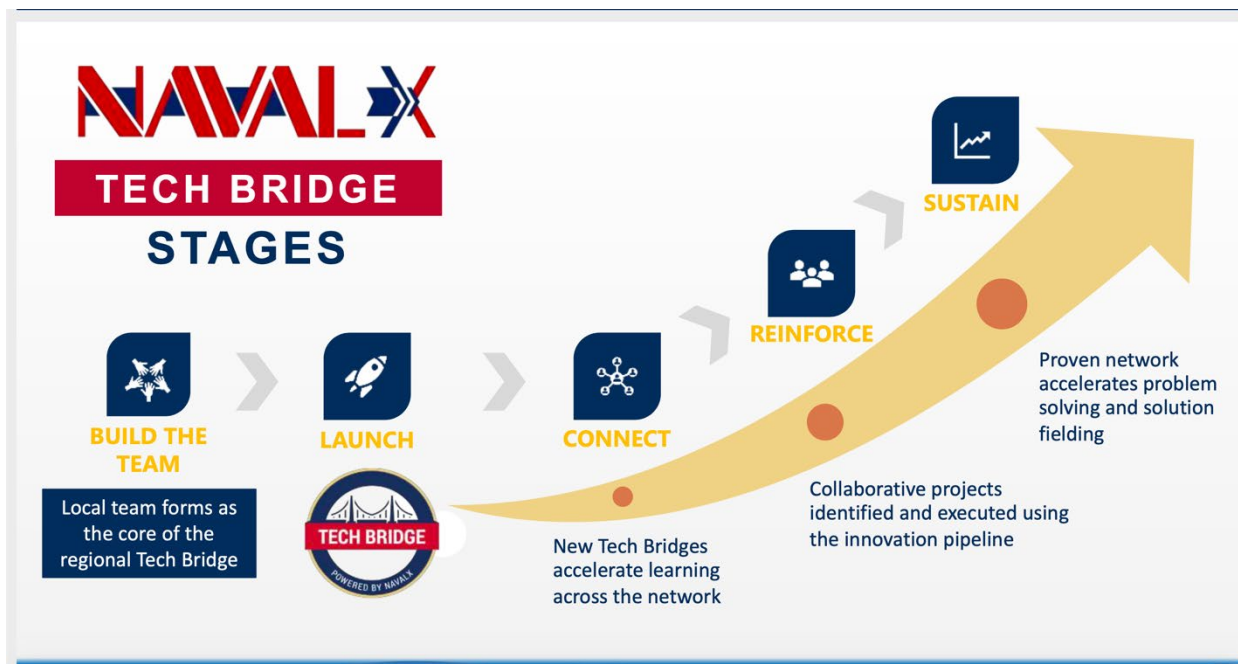 NAVALX
TECH BRIDGE
STAGES
BUILD THE
TEAM
Local team forms as
the core of the
regional Tech Bridge
LAUNCH
TECH BRIDGE
POWERED BY NAVALX
CONNECT
New Tech Bridges
accelerate learning
across the network
REINFORCE
Collaborative projects
identified and executed using
the innovation pipeline
SUSTAIN
Proven network
accelerates problem
solving and solution
fielding